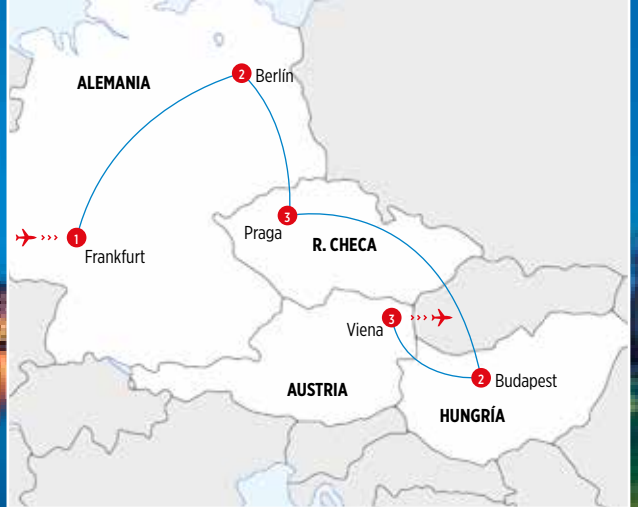 ALEMANIA
2 Berlín
3
Praga
R. CHECA
1
Frankfurt
3
Viena
2 Budapest
AUSTRIA
HUNGRÍA